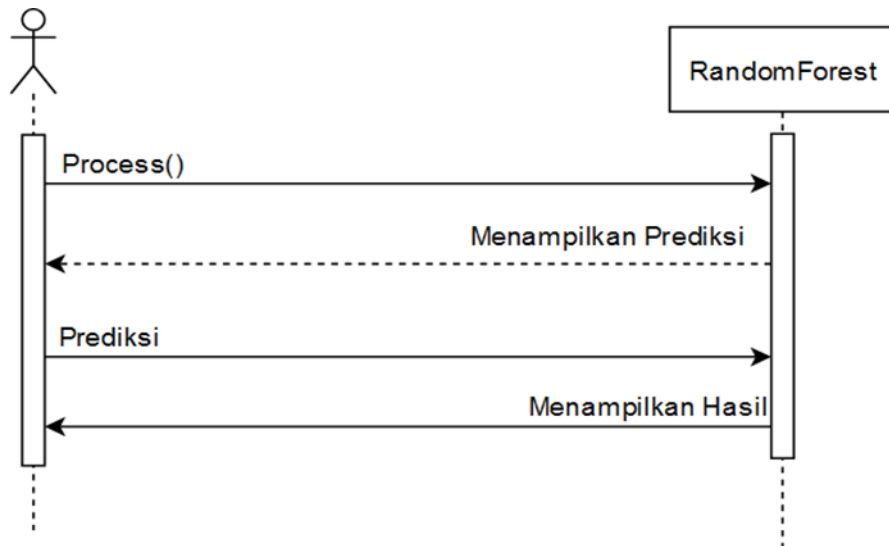 RandomForest
Process()
Menampilkan Prediksi
Prediksi
Menampilkan Hasil